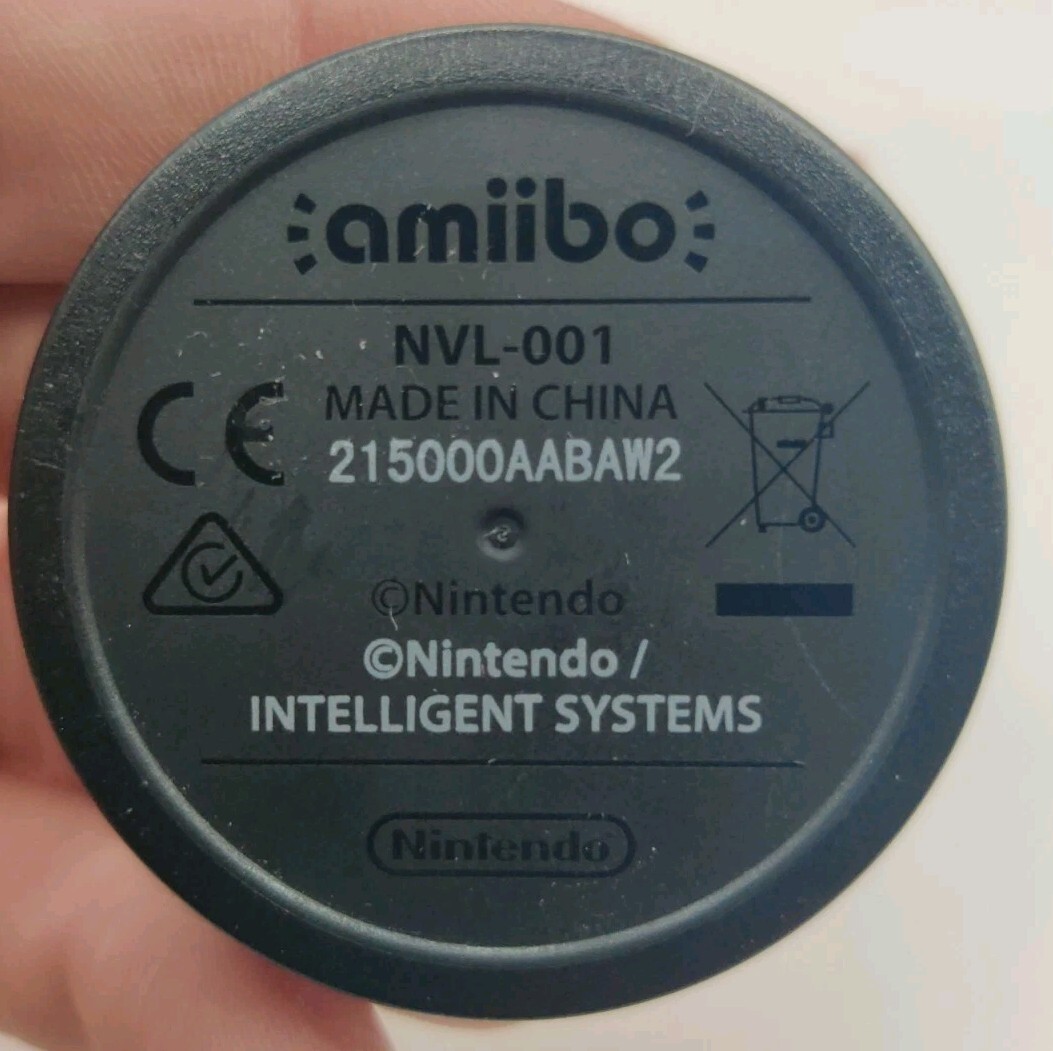 amiibo
NVL-001
MADE IN CHINA
CE
215000AABAW2
©Nintendo
©Nintendo /
INTELLIGENT SYSTEMS
Nintendo